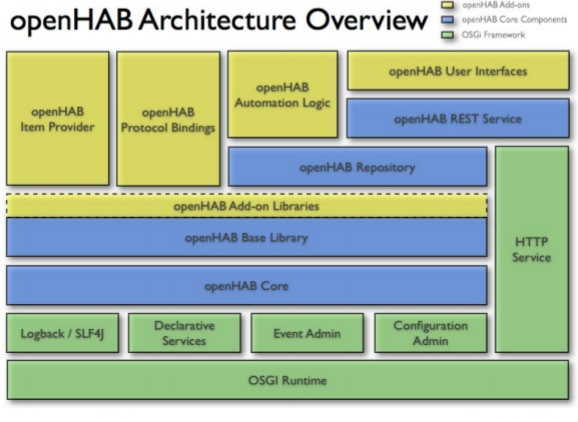 openHAB Architecture Overview
openHAB Add-ons
openHAB Core Components
OSGi Framework
openHAB
Item Provider
openHAB
Protocol Bindings
openHAB
Automation Logic
openHAB User Interfaces
openHAB REST Service
openHAB Repository
openHAB Add-on Libraries
openHAB Base Library
HTTP
Service
openHAB Core
Logback / SLF4J
Declarative
Services
Event Admin
Configuration
Admin
OSGI Runtime